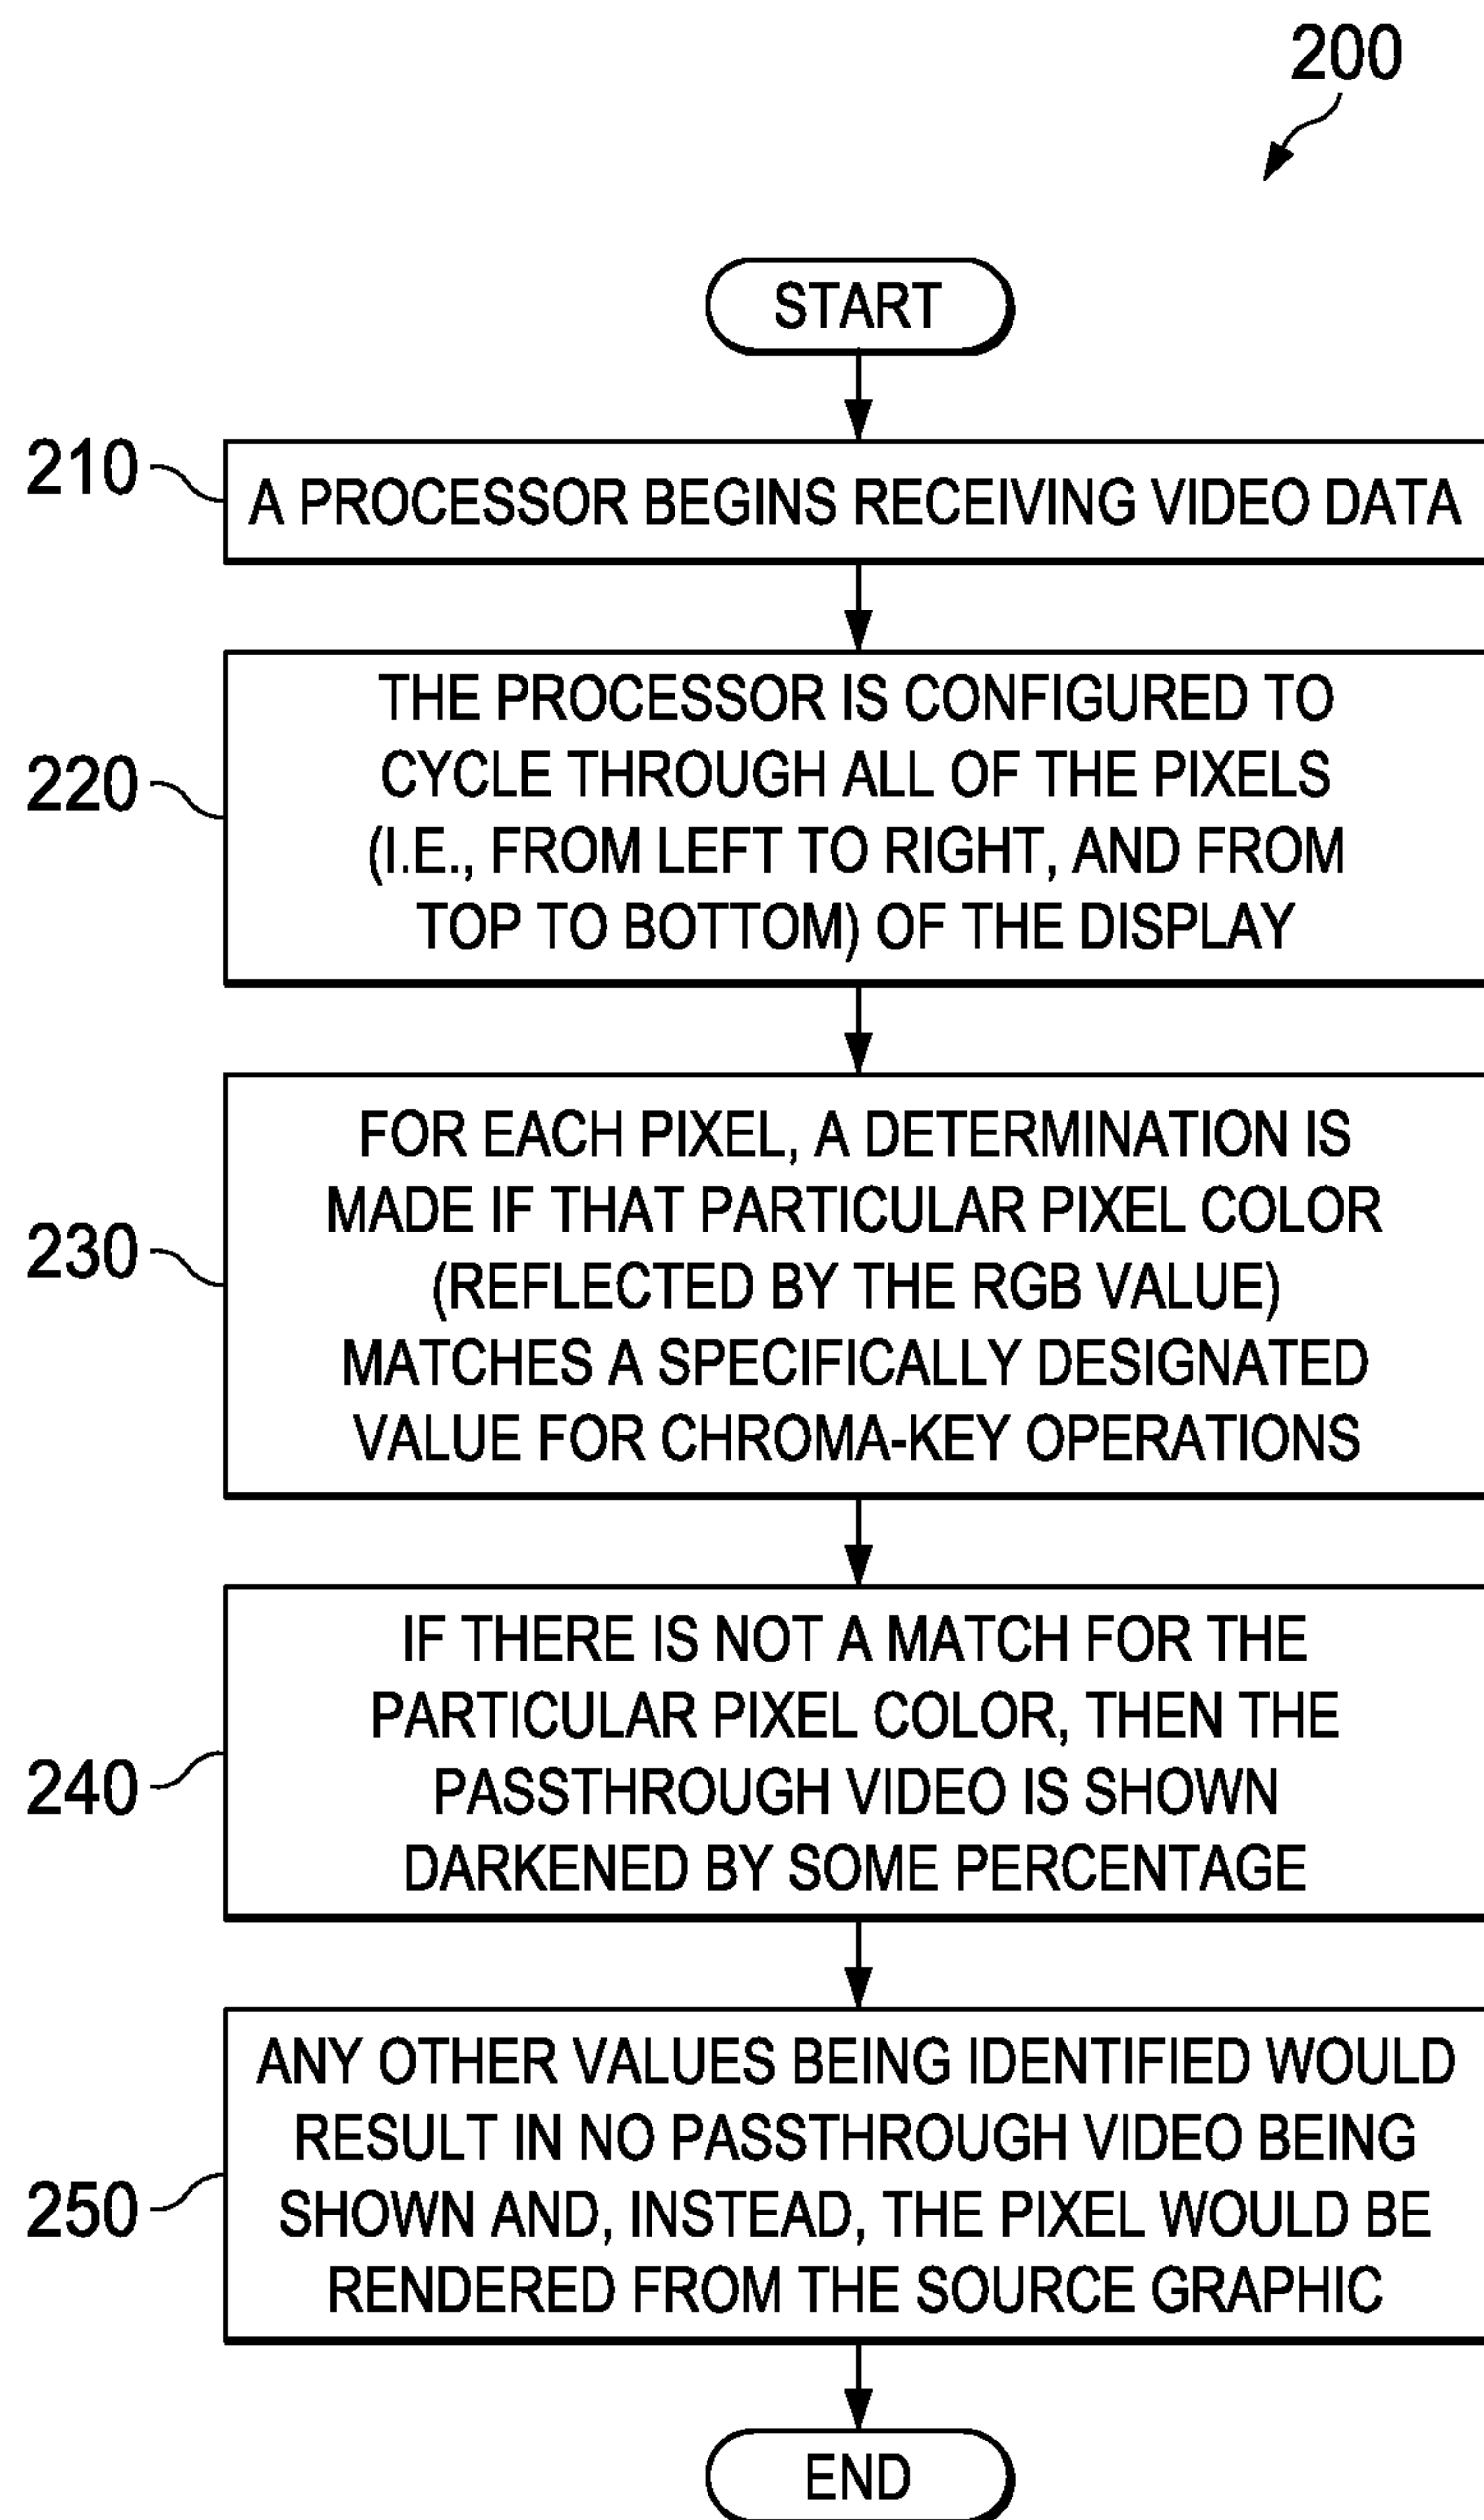 200
START
210
A PROCESSOR BEGINS RECEIVING VIDEO DATA
220
THE PROCESSOR IS CONFIGURED TO
CYCLE THROUGH ALL OF THE PIXELS
(I.E., FROM LEFT TO RIGHT, AND FROM
TOP TO BOTTOM) OF THE DISPLAY
230
FOR EACH PIXEL, A DETERMINATION IS
MADE IF THAT PARTICULAR PIXEL COLOR
(REFLECTED BY THE RGB VALUE)
MATCHES A SPECIFICALLY DESIGNATED
VALUE FOR CHROMA-KEY OPERATIONS
240
IF THERE IS NOT A MATCH FOR THE
PARTICULAR PIXEL COLOR, THEN THE
PASSTHROUGH VIDEO IS SHOWN
DARKENED BY SOME PERCENTAGE
250
ANY OTHER VALUES BEING IDENTIFIED WOULD
RESULT IN NO PASSTHROUGH VIDEO BEING
SHOWN AND, INSTEAD, THE PIXEL WOULD BE
RENDERED FROM THE SOURCE GRAPHIC
END